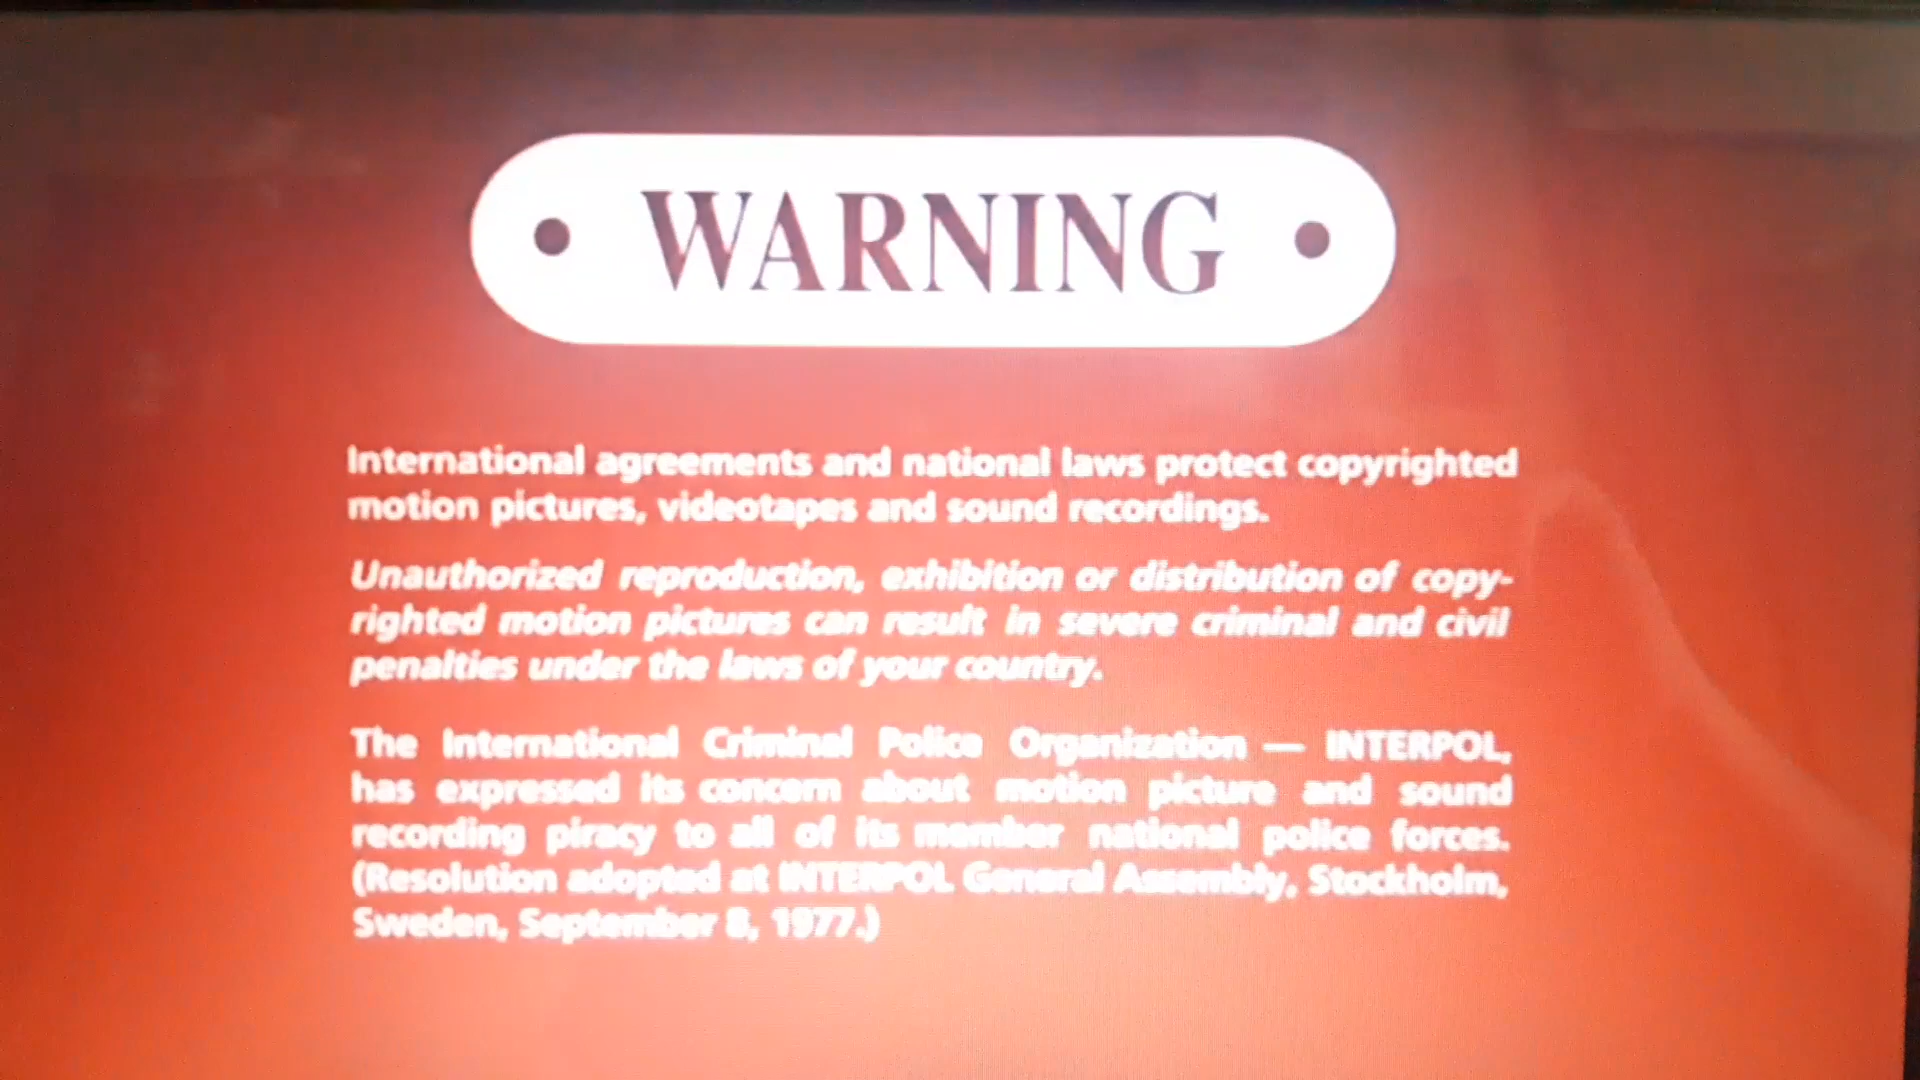 • WARNING •
International agreements and national laws protect copyrighted
motion pictures, videotapes and sound recordings.
Unauthorized reproduction, exhibition or distribution of copy-
righted motion pictures can result in severe criminal and civil
penalties under the laws of your country.
The International Criminal Police Organization — INTERPOL,
has expressed its concern about motion picture and sound
recording piracy to all of its member national police forces.
(Resolution adopted at INTERPOL General Assembly, Stockholm,
Sweden, September 8, 1977.)